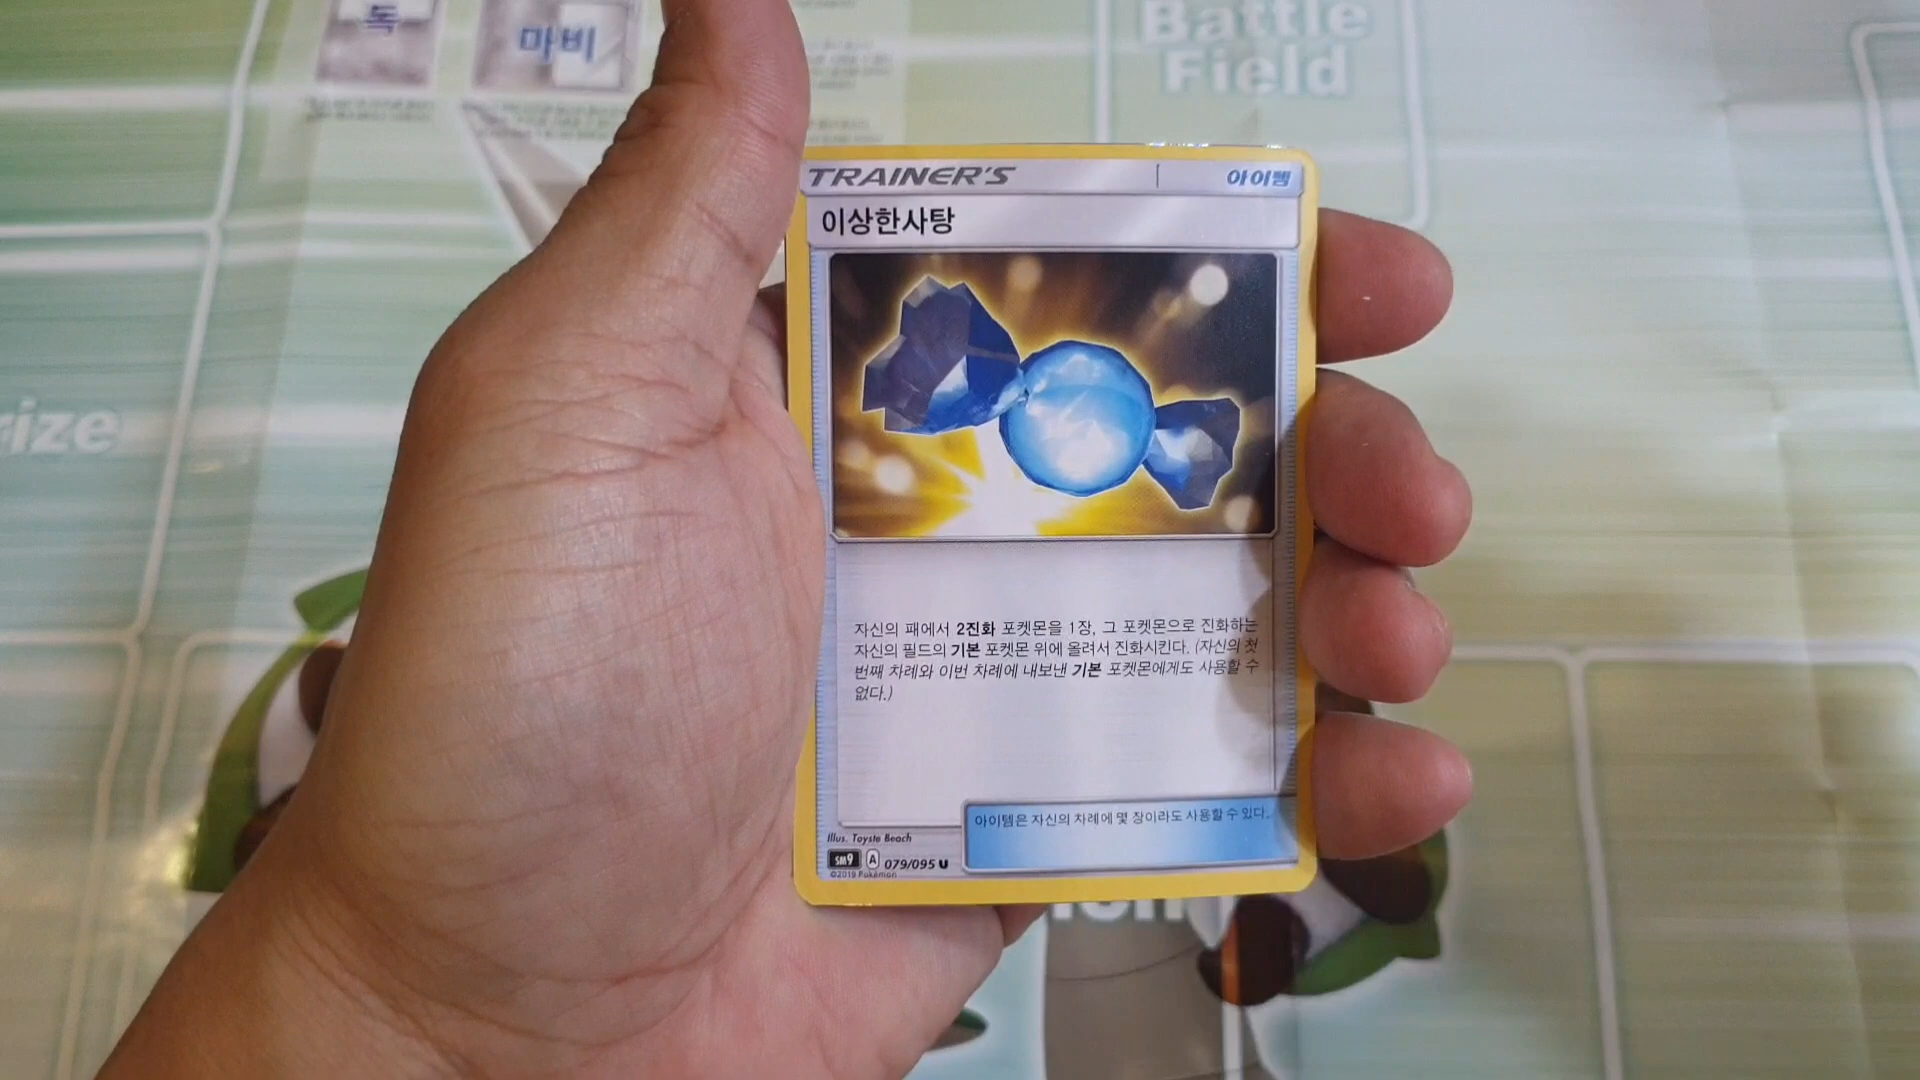 독
마비
Battle
Field
rize
TRAINER'S
아이템
이상한사탕
자신의 패에서 2진화 포켓몬을 1장, 그 포켓몬으로 진화하는
자신의 필드의 기본 포켓몬 위에 올려서 진화시킨다. (자신의 첫
번째 차례와 이번 차례에 내보낸 기본 포켓몬에게도 사용할 수
없다.)
아이템은 자신의 차례에 몇 장이라도 사용할 수 있다.
Illus. Toyste Beach
SM9 A 079/095 U
©2019 Pokémon